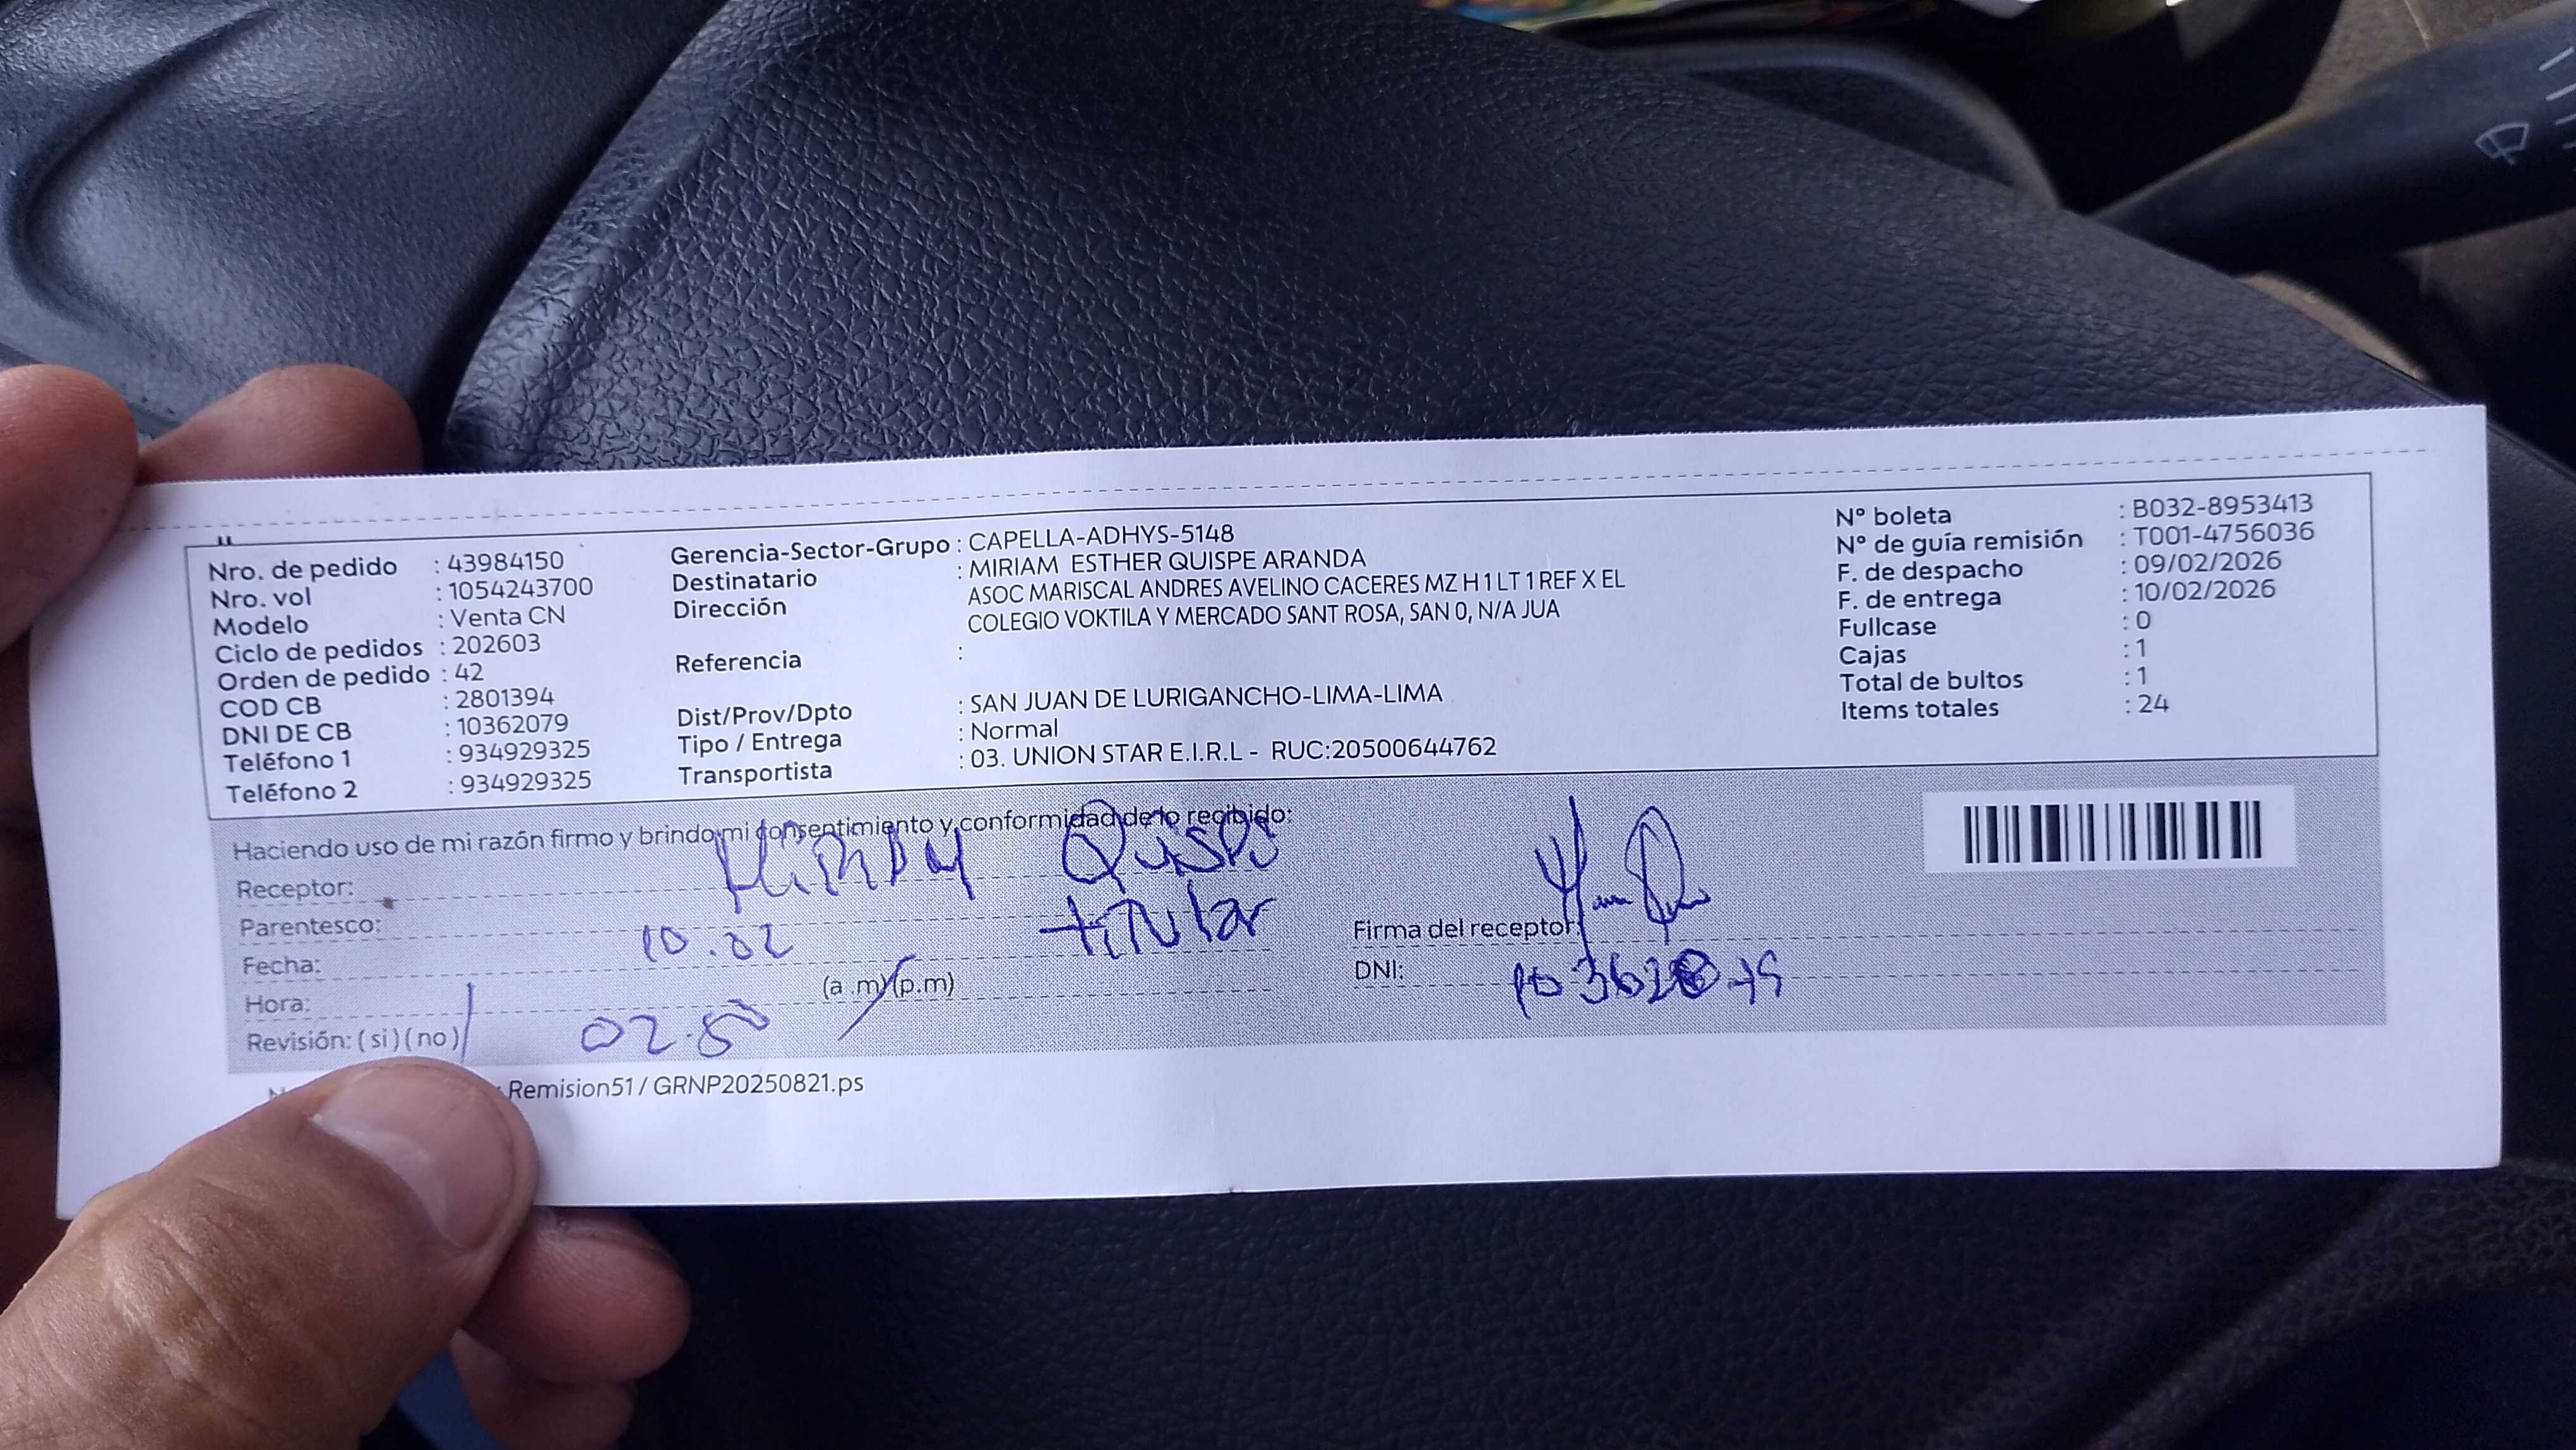 Nro. de pedido : 43984150
Nro. vol : 1054243700
Modelo : Venta CN
Ciclo de pedidos : 202603
Orden de pedido : 42
COD CB : 2801394
DNI DE CB : 10362079
Teléfono 1 : 934929325
Teléfono 2 : 934929325
Gerencia-Sector-Grupo : CAPELLA-ADHYS-5148
Destinatario : MIRIAM ESTHER QUISPE ARANDA
Dirección ASOC MARISCAL ANDRES AVELINO CACERES MZ H 1 LT 1 REF X EL
COLEGIO VOKTILA Y MERCADO SANT ROSA, SAN 0, N/A JUA
Referencia :
Dist/Prov/Dpto : SAN JUAN DE LURIGANCHO-LIMA-LIMA
Tipo / Entrega : Normal
Transportista : 03. UNION STAR E.I.R.L - RUC:20500644762
Nº boleta : B032-8953413
Nº de guía remisión : T001-4756036
F. de despacho : 09/02/2026
F. de entrega : 10/02/2026
Fullcase : 0
Cajas : 1
Total de bultos : 1
Items totales : 24
Haciendo uso de mi razón firmo y brindo mi consentimiento y conformidad de lo recibido:
Receptor: Quispe
Parentesco: titular
Fecha: 10.02
Hora: 02.50 (a .m) (p.m)
Revisión: ( si ) ( no )
Firma del receptor:
DNI: 10362079
Remision51 / GRNP20250821.ps